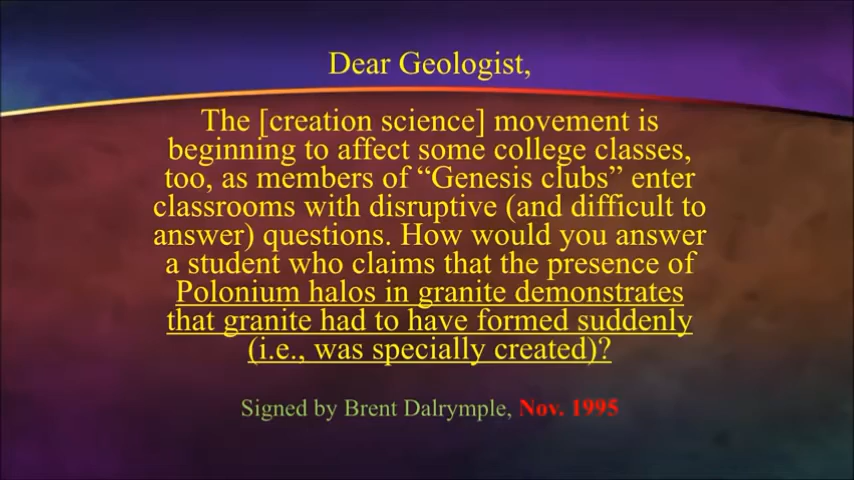 Dear Geologist,
The [creation science] movement is
beginning to affect some college classes,
too, as members of “Genesis clubs” enter
classrooms with disruptive (and difficult to
answer) questions. How would you answer
a student who claims that the presence of
Polonium halos in granite demonstrates
that granite had to have formed suddenly
(i.e., was specially created)?
Signed by Brent Dalrymple, Nov. 1995